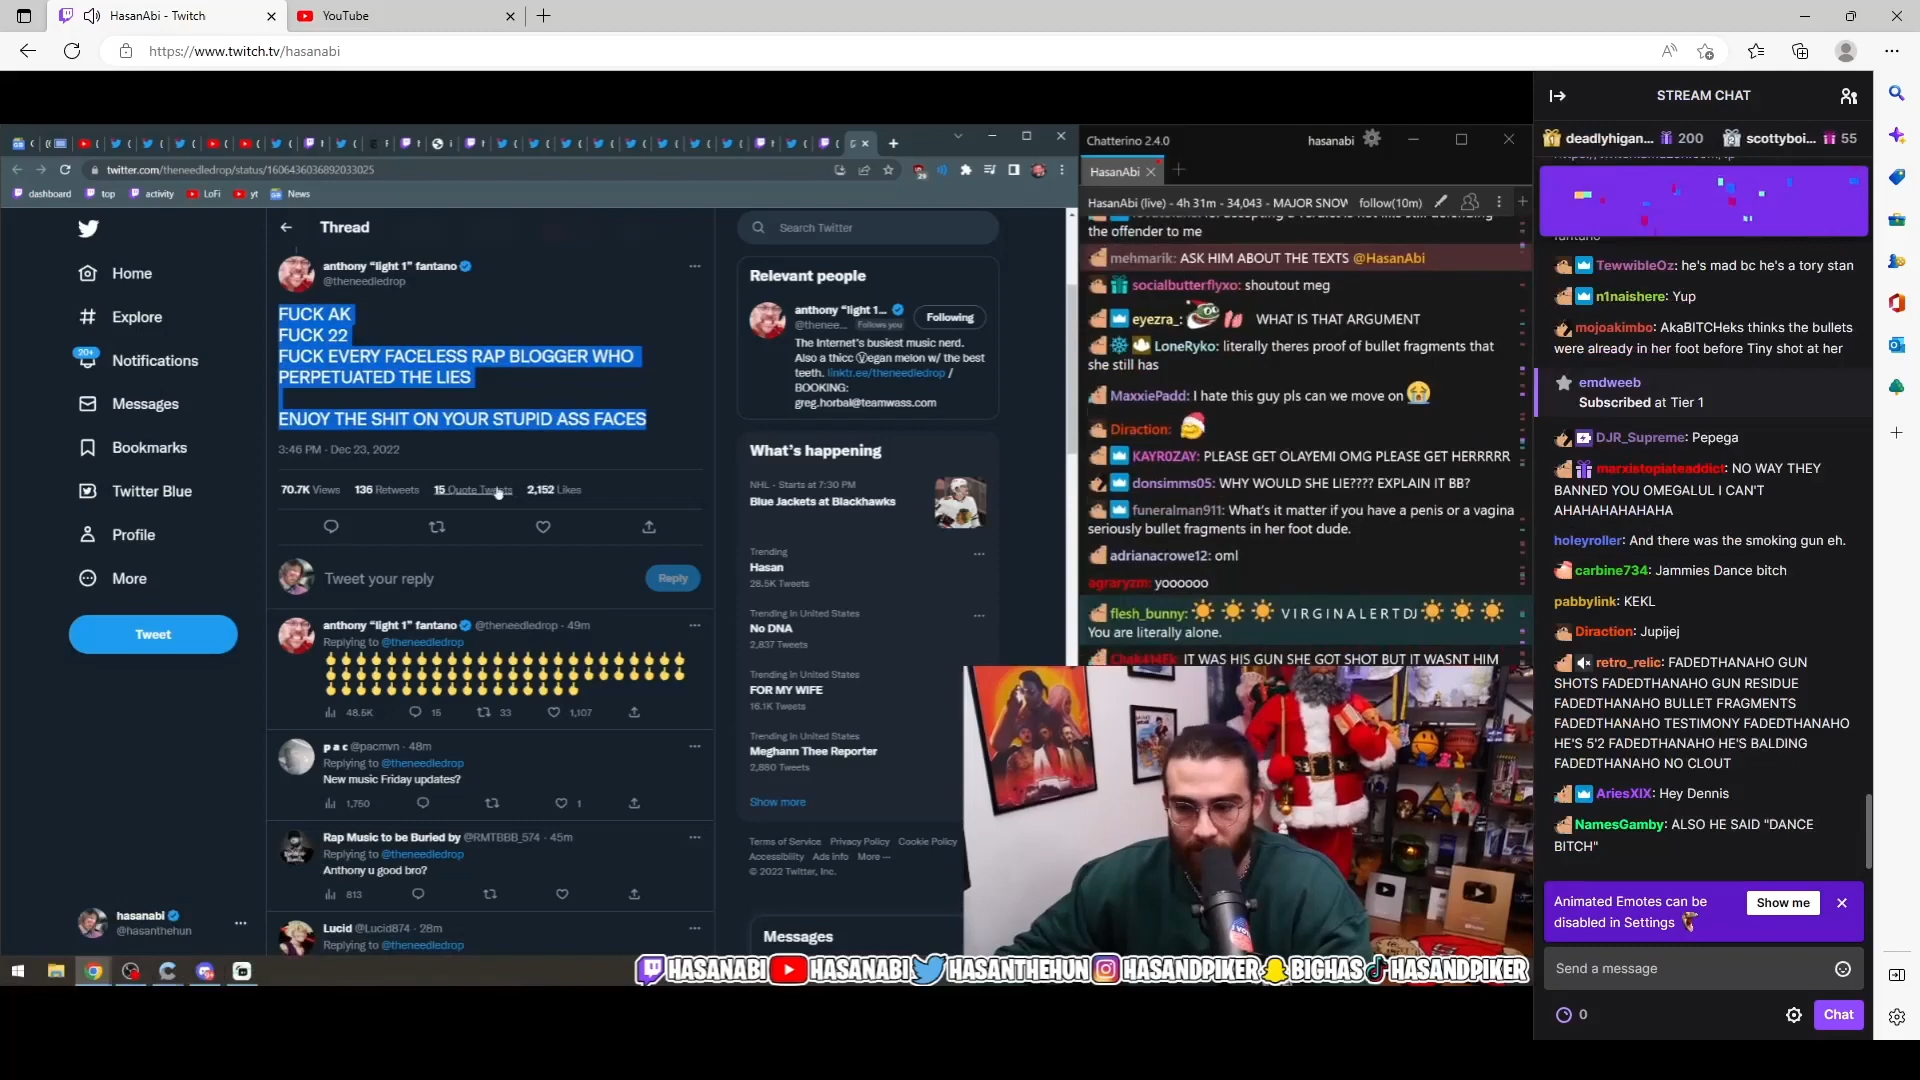 HasanAbi - Twitch
YouTube
https://www.twitch.tv/hasanabi
twitter.com/theneedledrop/status/1606436036892033025
dashboard
top
activity
LoFi
yt
News
Thread
Home
Explore
20+
Notifications
Messages
Bookmarks
Twitter Blue
Profile
More
Tweet
hasanabi
@hasanthehun
anthony "light 1" fantano
@theneedledrop
FUCK AK
FUCK 22
FUCK EVERY FACELESS RAP BLOGGER WHO
PERPETUATED THE LIES
ENJOY THE SHIT ON YOUR STUPID ASS FACES
3:46 PM · Dec 23, 2022
70.7K Views 136 Retweets 15 Quote Tweets 2,152 Likes
Tweet your reply
Reply
anthony "light 1" fantano @theneedledrop · 49m
Replying to @theneedledrop
48.5K 15 33 1,107
p a c @pacmvn · 48m
Replying to @theneedledrop
New music Friday updates?
1,750 1
Rap Music to be Buried by @RMTBBB_574 · 45m
Replying to @theneedledrop
Anthony u good bro?
813
Lucid @Lucid874 · 28m
Replying to @theneedledrop
Search Twitter
Relevant people
anthony "light 1...
@thenee... Follows you
Following
The Internet's busiest music nerd.
Also a thicc Ⓥegan melon w/ the best
teeth. linktr.ee/theneedledrop /
BOOKING:
greg.horbal@teamwass.com
What's happening
NHL · Starts at 7:30 PM
Blue Jackets at Blackhawks
Trending
Hasan
28.5K Tweets
Trending in United States
No DNA
2,837 Tweets
Trending in United States
FOR MY WIFE
16.1K Tweets
Trending in United States
Meghann Thee Reporter
2,880 Tweets
Show more
Terms of Service Privacy Policy Cookie Policy
Accessibility Ads info More ···
© 2022 Twitter, Inc.
Messages
Chatterino 2.4.0
hasanabi
HasanAbi
HasanAbi (live) - 4h 31m - 34,043 - MAJOR SNOW
follow(10m)
the offender to me
mehmarik: ASK HIM ABOUT THE TEXTS @HasanAbi
socialbutterflyxo: shoutout meg
eyezra_: WHAT IS THAT ARGUMENT
LoneRyko: literally theres proof of bullet fragments that
she still has
MaxxiePadd: I hate this guy pls can we move on
Diraction:
KAYR0ZAY: PLEASE GET OLAYEMI OMG PLEASE GET HERRRRR
donsimms05: WHY WOULD SHE LIE???? EXPLAIN IT BB?
funeralman911: What's it matter if you have a penis or a vagina
seriously bullet fragments in her foot dude.
adrianacrowe12: oml
agraryzm: yoooooo
flesh_bunny: V I R G I N A L E R T D J
You are literally alone.
IT WAS HIS GUN SHE GOT SHOT BUT IT WASNT HIM
HASANABI HASANABI HASANTHEHUN HASANDPIKER BIGHAS HASANDPIKER
STREAM CHAT
deadlyhigan... 200
scottyboi... 55
TewwibleOz: he's mad bc he's a tory stan
n1naishere: Yup
mojoakimbo: AkaBITCHeks thinks the bullets
were already in her foot before Tiny shot at her
emdweeb
Subscribed at Tier 1
DJR_Supreme: Pepega
marxistopiateaddict: NO WAY THEY
BANNED YOU OMEGALUL I CAN'T
AHAHAHAHAHAHA
holeyroller: And there was the smoking gun eh.
carbine734: Jammies Dance bitch
pabbylink: KEKL
Diraction: Jupijej
retro_relic: FADEDTHANAHO GUN
SHOTS FADEDTHANAHO GUN RESIDUE
FADEDTHANAHO BULLET FRAGMENTS
FADEDTHANAHO TESTIMONY FADEDTHANAHO
HE'S 5'2 FADEDTHANAHO HE'S BALDING
FADEDTHANAHO NO CLOUT
AriesXIX: Hey Dennis
NamesGamby: ALSO HE SAID "DANCE
BITCH"
Animated Emotes can be
disabled in Settings
Show me
Send a message
0
Chat